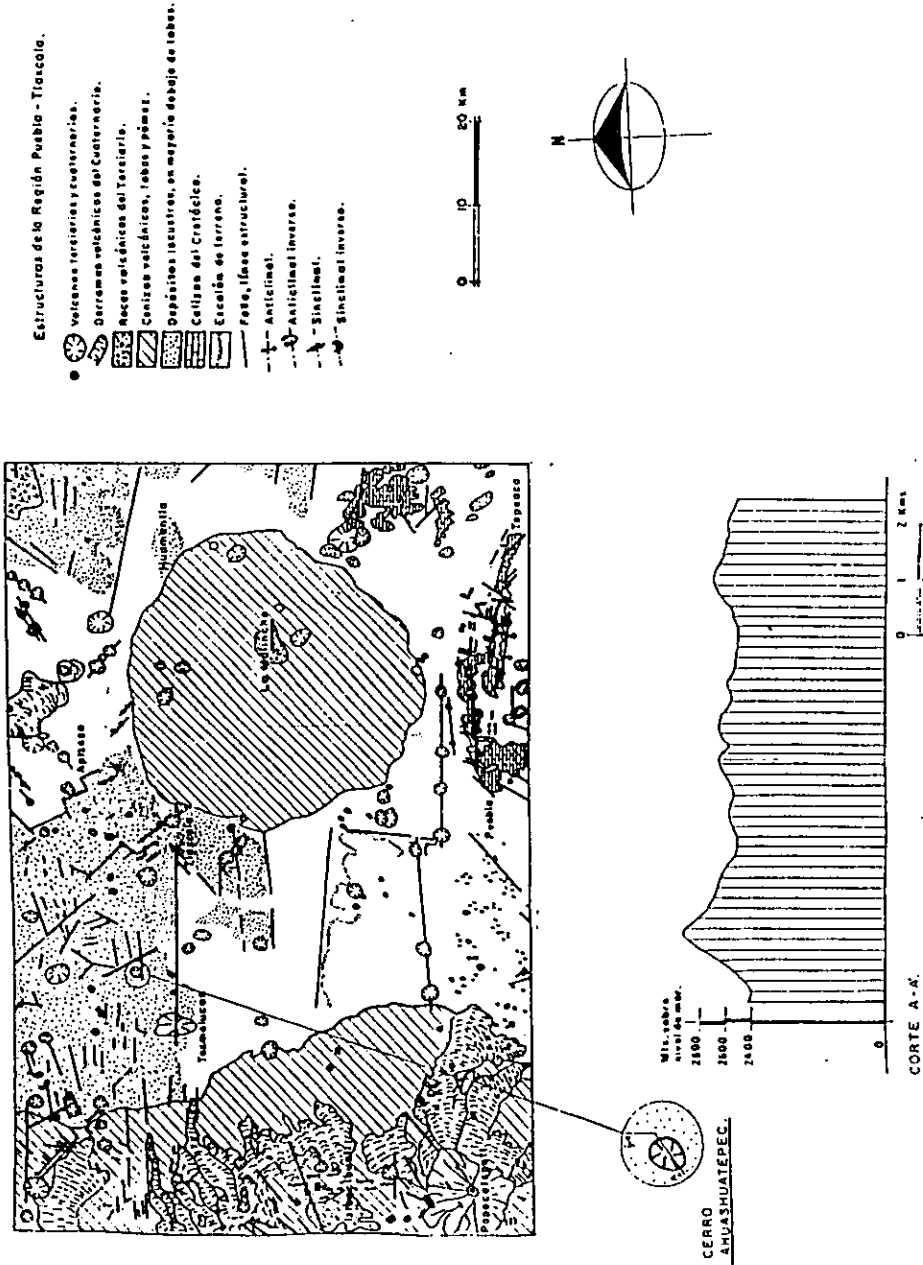 Estructuras de la Región Puebla - Tlascala.
Volcanes terciarios y cuaternarios.
Derrames volcánicos del Cuaternario.
Rocas volcánicas del Terciario.
Cenizas volcánicas, tobas y pómez.
Depósitos lacustres, en mayoría debajo de tobas.
Calizas del Cretácico.
Escalón de terreno.
Falla, línea estructural.
Anticlinal.
Anticlinal inverso.
Sinclinal.
Sinclinal inverso.
0 10 20 Km
N
Apizaco
Huamantla
Tlaxcala
La Malinche
Texmelucan
Puebla
Tepeaca
Popocatépetl
CERRO
AHUASHUATEPEC
Mts. sobre
nivel de mar.
2800
2600
2400
0
0 1 2 Kms
CORTE A-A'